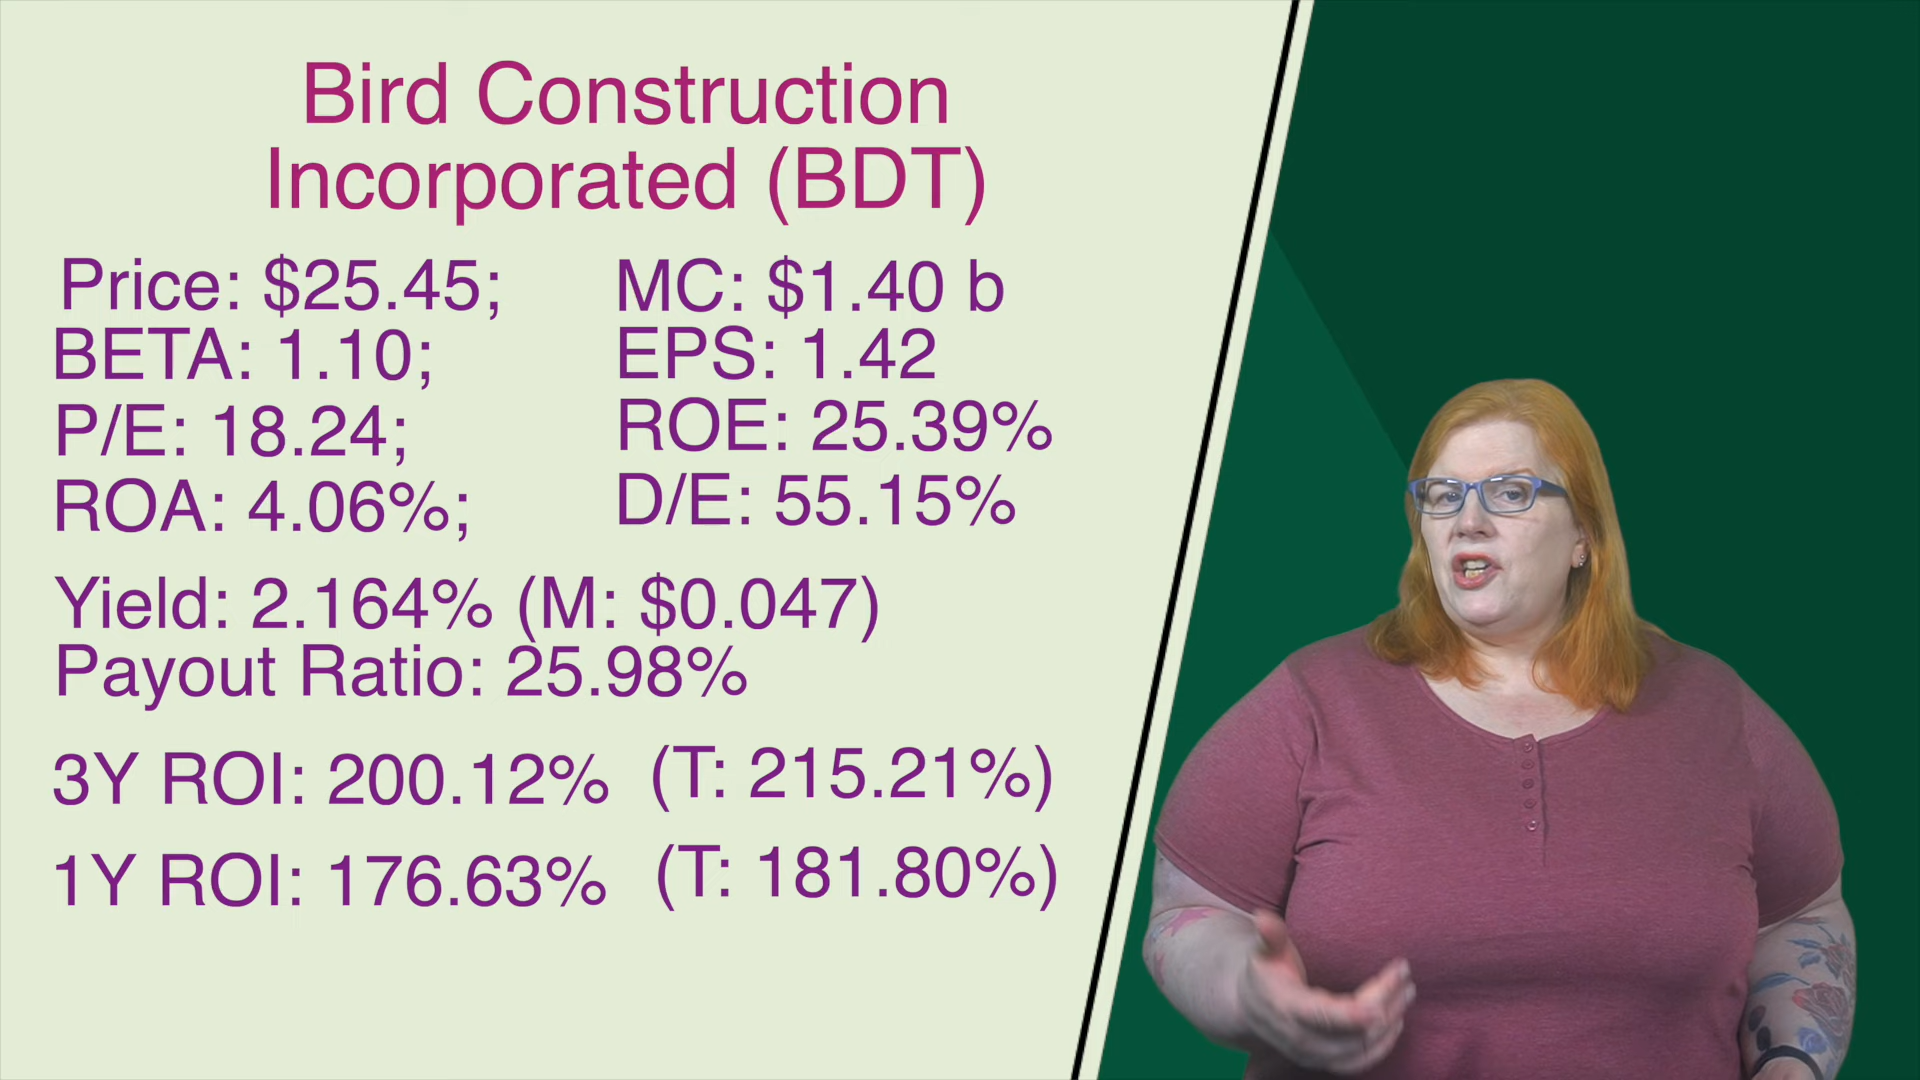 Bird Construction
Incorporated (BDT)
Price: $25.45; MC: $1.40 b
BETA: 1.10; EPS: 1.42
P/E: 18.24; ROE: 25.39%
ROA: 4.06%; D/E: 55.15%
Yield: 2.164% (M: $0.047)
Payout Ratio: 25.98%
3Y ROI: 200.12% (T: 215.21%)
1Y ROI: 176.63% (T: 181.80%)